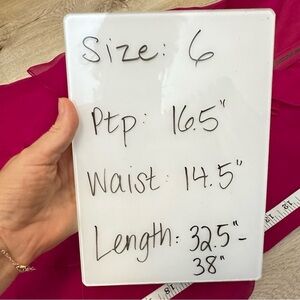 Size: 6
Ptp: 16.5"
Waist: 14.5"
Length: 32.5"-
38"